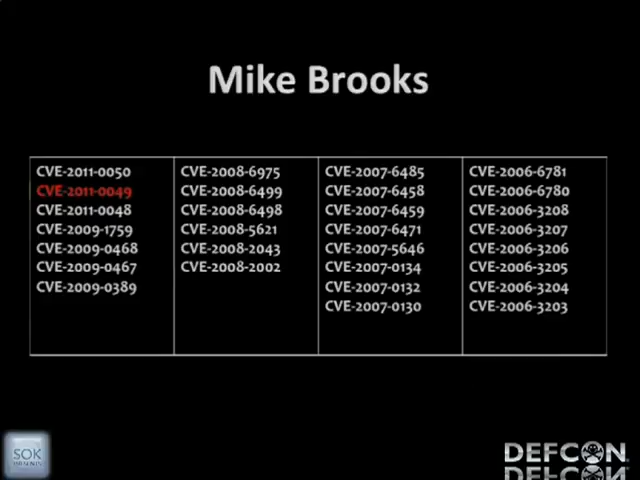 Mike Brooks
CVE-2011-0050
CVE-2011-0049
CVE-2011-0048
CVE-2009-1759
CVE-2009-0468
CVE-2009-0467
CVE-2009-0389
CVE-2008-6975
CVE-2008-6499
CVE-2008-6498
CVE-2008-5621
CVE-2008-2043
CVE-2008-2002
CVE-2007-6485
CVE-2007-6458
CVE-2007-6459
CVE-2007-6471
CVE-2007-5646
CVE-2007-0134
CVE-2007-0132
CVE-2007-0130
CVE-2006-6781
CVE-2006-6780
CVE-2006-3208
CVE-2006-3207
CVE-2006-3206
CVE-2006-3205
CVE-2006-3204
CVE-2006-3203
SOK
DEFCON